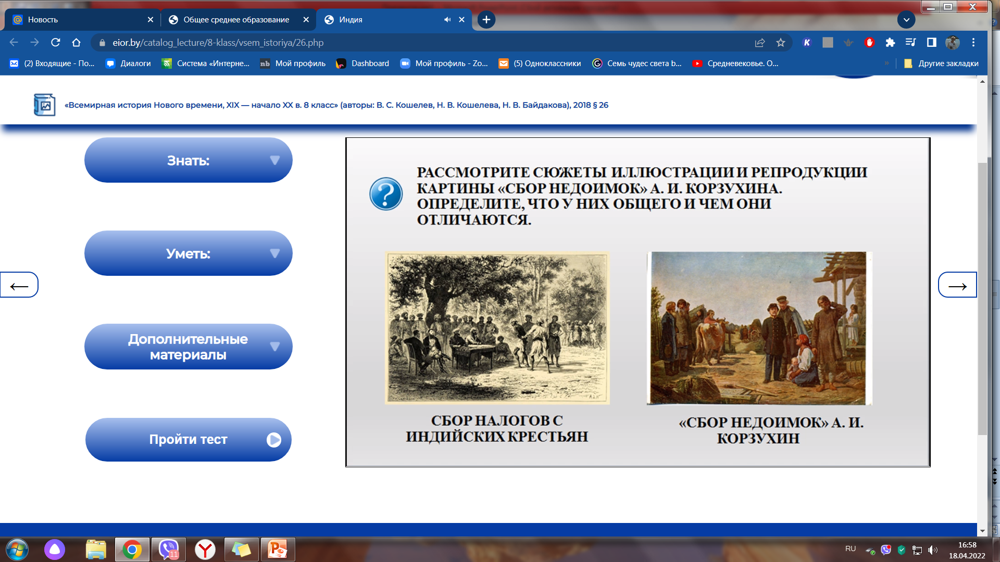 Новость
Общее среднее образование
Индия
eior.by/catalog_lecture/8-klass/vsem_istoriya/26.php
(2) Входящие - По...
Диалоги
Система «Интерне...
nb Мой профиль
Dashboard
Мой профиль - Zo...
(5) Одноклассники
Семь чудес света b...
Средневековье. О...
»
Другие закладки
«Всемирная история Нового времени, XIX — начало XX в. 8 класс» (авторы: В. С. Кошелев, Н. В. Кошелева, Н. В. Байдакова), 2018 § 26
Знать:
Уметь:
Дополнительные
материалы
Пройти тест
РАССМОТРИТЕ СЮЖЕТЫ ИЛЛЮСТРАЦИИ И РЕПРОДУКЦИИ
КАРТИНЫ «СБОР НЕДОИМОК» А. И. КОРЗУХИНА.
ОПРЕДЕЛИТЕ, ЧТО У НИХ ОБЩЕГО И ЧЕМ ОНИ
ОТЛИЧАЮТСЯ.
СБОР НАЛОГОВ С
ИНДИЙСКИХ КРЕСТЬЯН
«СБОР НЕДОИМОК» А. И.
КОРЗУХИН
11
RU
16:58
18.04.2022